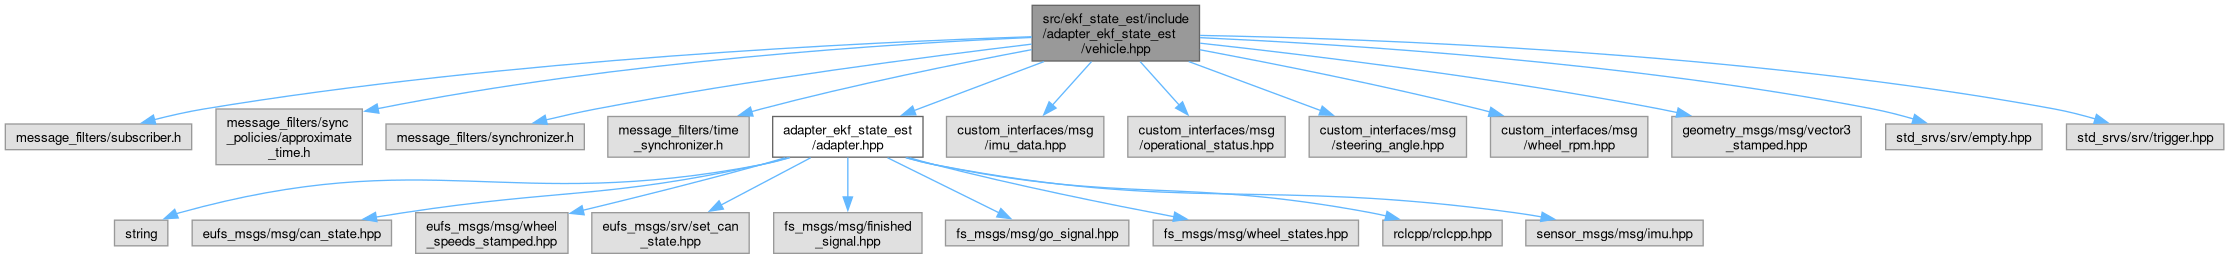 src/ekf_state_est/include
/adapter_ekf_state_est
/vehicle.hpp
message_filters/subscriber.h
message_filters/sync
_policies/approximate
_time.h
message_filters/synchronizer.h
message_filters/time
_synchronizer.h
adapter_ekf_state_est
/adapter.hpp
custom_interfaces/msg
/imu_data.hpp
custom_interfaces/msg
/operational_status.hpp
custom_interfaces/msg
/steering_angle.hpp
custom_interfaces/msg
/wheel_rpm.hpp
geometry_msgs/msg/vector3
_stamped.hpp
std_srvs/srv/empty.hpp
std_srvs/srv/trigger.hpp
string
eufs_msgs/msg/can_state.hpp
eufs_msgs/msg/wheel
_speeds_stamped.hpp
eufs_msgs/srv/set_can
_state.hpp
fs_msgs/msg/finished
_signal.hpp
fs_msgs/msg/go_signal.hpp
fs_msgs/msg/wheel_states.hpp
rclcpp/rclcpp.hpp
sensor_msgs/msg/imu.hpp